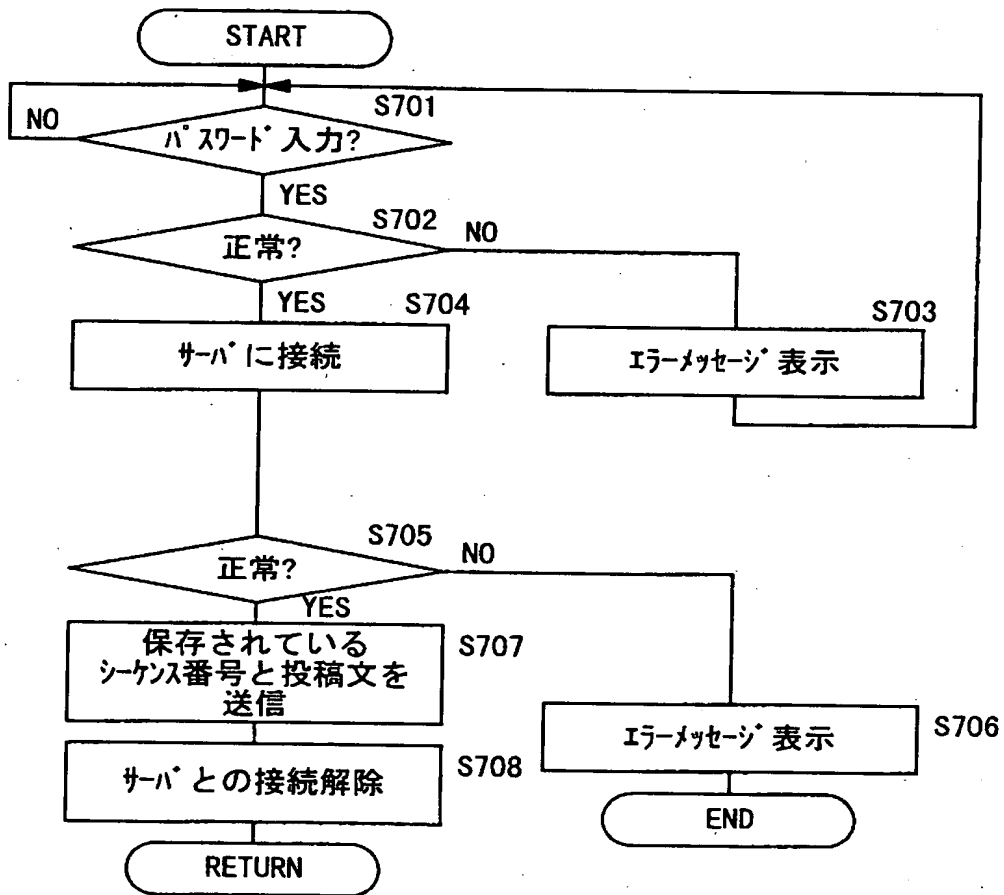 START
S701
NO
パスワード入力?
YES
S702
正常?
NO
YES
S704
サーバに接続
S703
エラーメッセージ表示
S705
正常?
NO
YES
保存されている
シーケンス番号と投稿文を
送信
S707
エラーメッセージ表示
S706
サーバとの接続解除
S708
END
RETURN